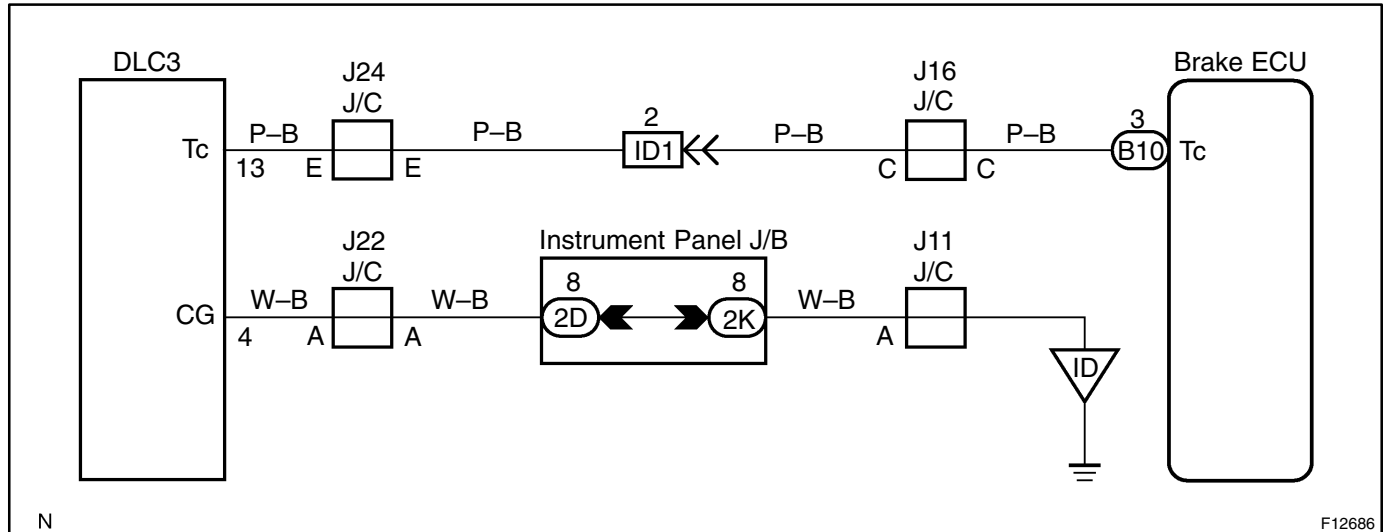 DLC3
Brake ECU
J24
J/C
J16
J/C
Tc
P–B
13
E
E
P–B
2
ID1
P–B
C
C
P–B
3
B10
Tc
J22
J/C
Instrument Panel J/B
J11
J/C
CG
W–B
4
A
A
W–B
8
2D
8
2K
W–B
A
ID
N
F12686